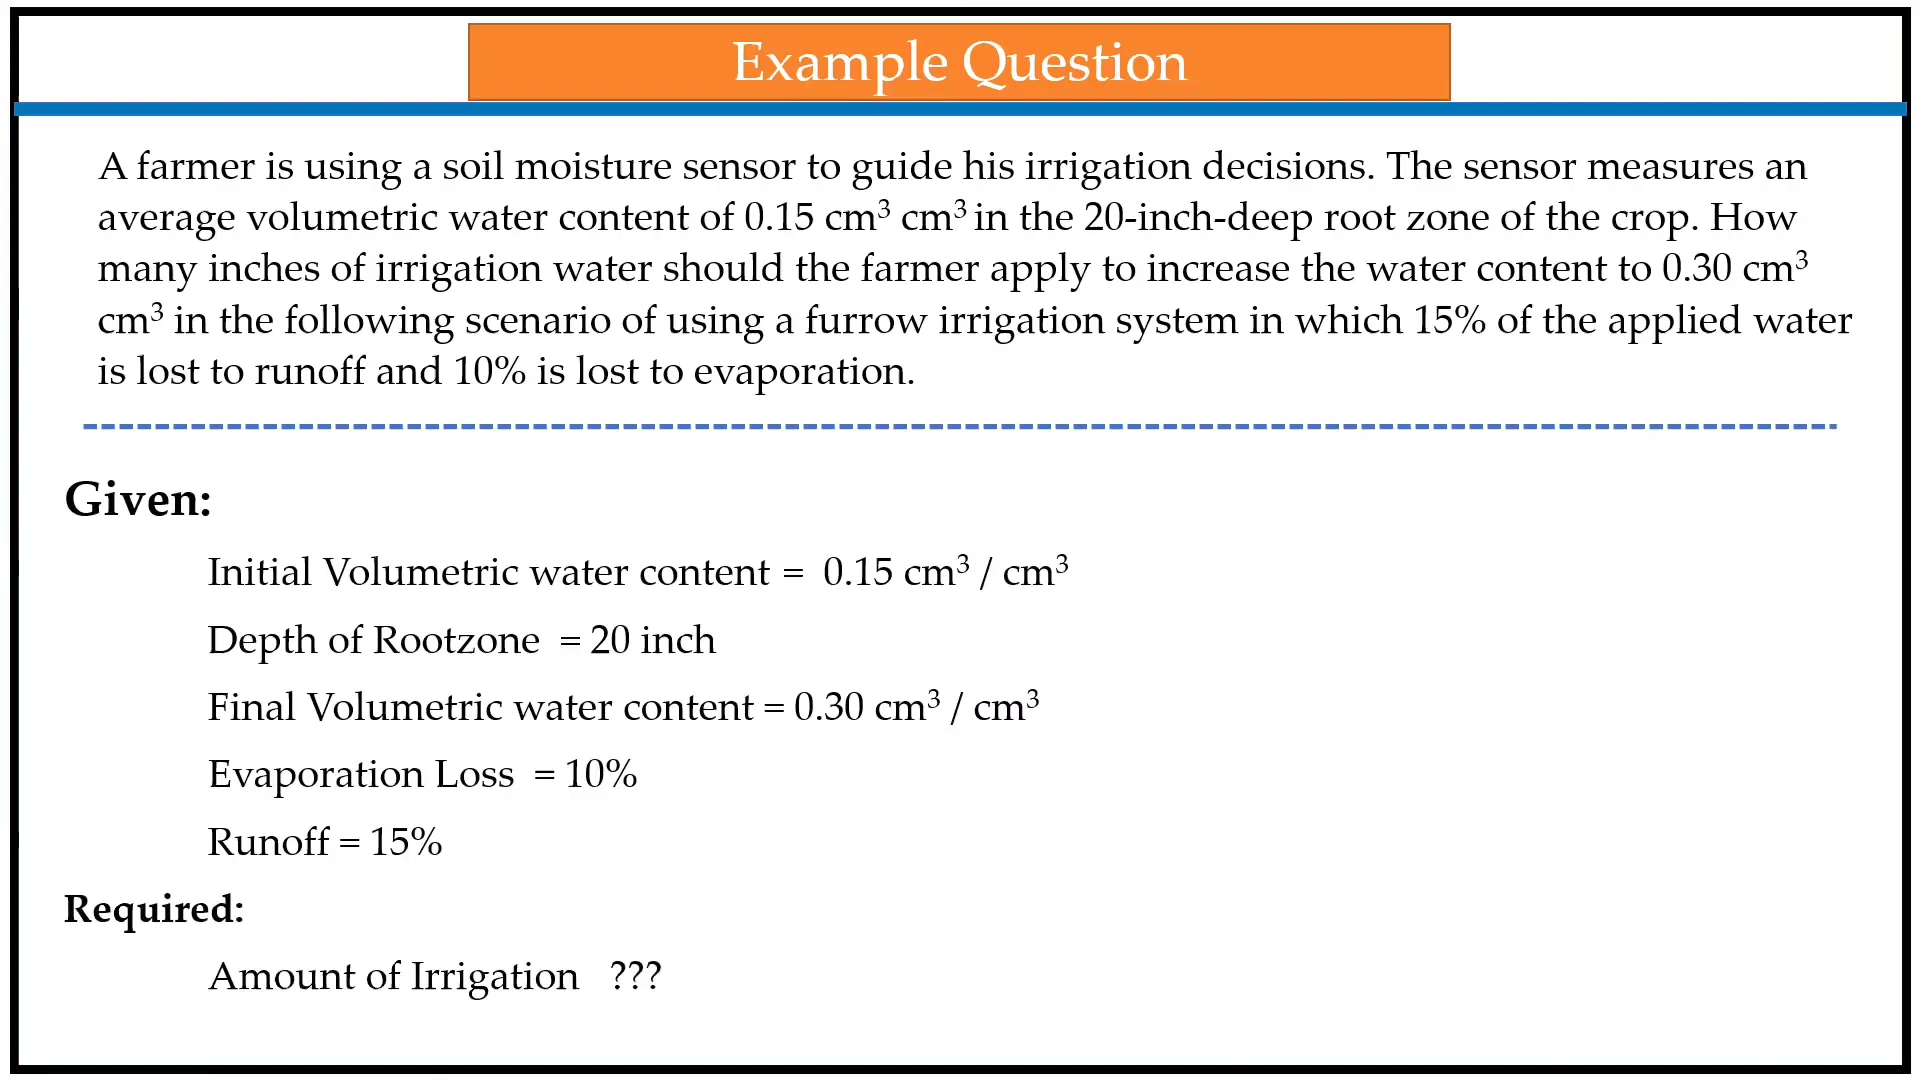 Example Question
A farmer is using a soil moisture sensor to guide his irrigation decisions. The sensor measures an
average volumetric water content of 0.15 cm³ cm³ in the 20-inch-deep root zone of the crop. How
many inches of irrigation water should the farmer apply to increase the water content to 0.30 cm³
cm³ in the following scenario of using a furrow irrigation system in which 15% of the applied water
is lost to runoff and 10% is lost to evaporation.
Given:
Initial Volumetric water content = 0.15 cm³ / cm³
Depth of Rootzone = 20 inch
Final Volumetric water content = 0.30 cm³ / cm³
Evaporation Loss = 10%
Runoff = 15%
Required:
Amount of Irrigation ???